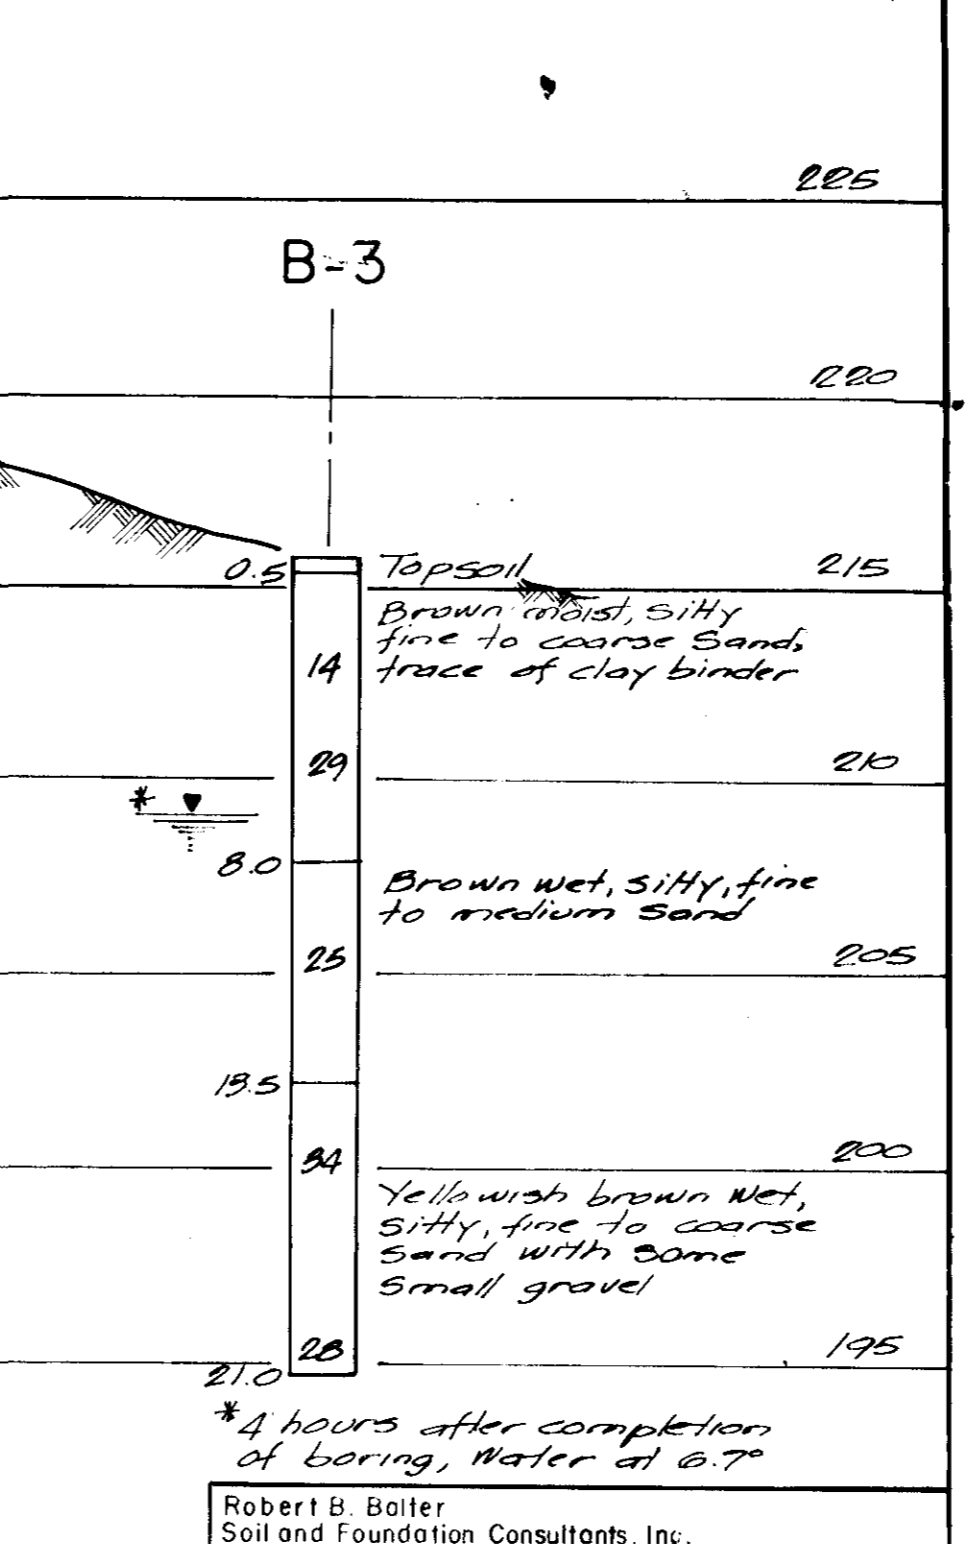 225
B-3
220
0.5 Topsoil 215
Brown moist, silty
fine to coarse Sand,
14 trace of clay binder
29 210
*
8.0
Brown wet, silty, fine
to medium Sand
25 205
13.5
34 200
Yellowish brown wet,
silty, fine to coarse
Sand with some
small gravel
28 195
21.0
*4 hours after completion
of boring, Water at 6.7°
Robert B. Balter
Soil and Foundation Consultants, Inc.